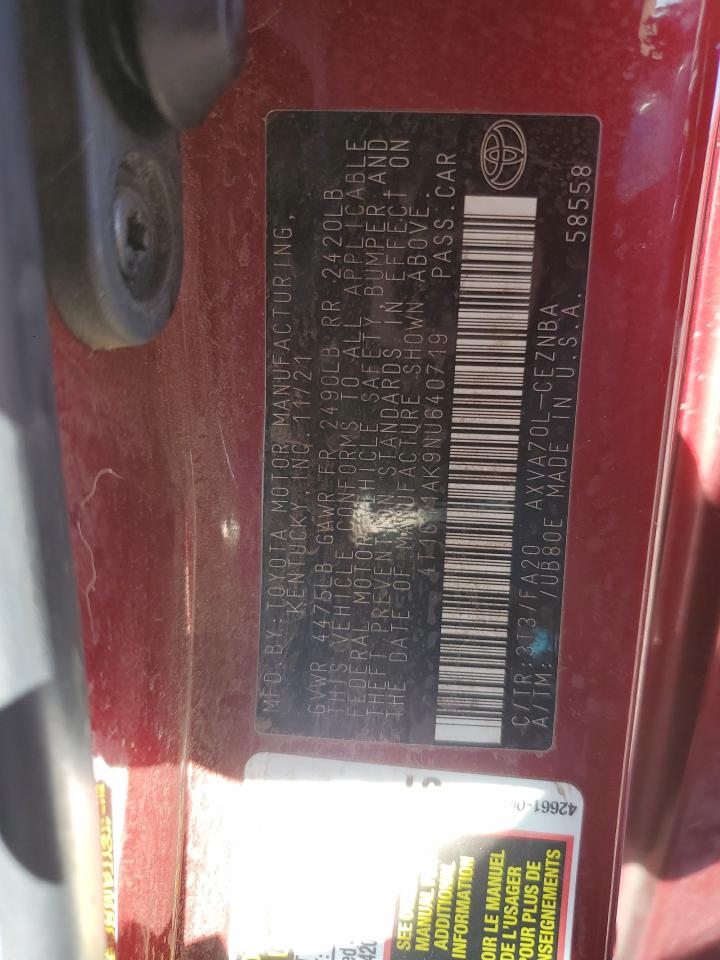 MFD.BY:TOYOTA MOTOR MANUFACTURING,
KENTUCKY, INC. 11/21
GVWR 4475LB GAWR FR 2490LB RR 2420LB
THIS VEHICLE CONFORMS TO ALL APPLICABLE
FEDERAL MOTOR VEHICLE SAFETY BUMPER AND
THEFT PREVENTION STANDARDS IN EFFECT ON
THE DATE OF MANUFACTURE SHOWN ABOVE.
AK9NU640719 PASS.CAR
C/TR:3T3/FA20 AXVA70L-CEZNBA
A/TM: /UB80E MADE IN U.S.A. 58558
42661-0
SEE
MANUAL
ADDITIONAL
INFORMATION
VOIR LE MANUEL
DE L'USAGER
POUR PLUS DE
RENSEIGNEMENTS